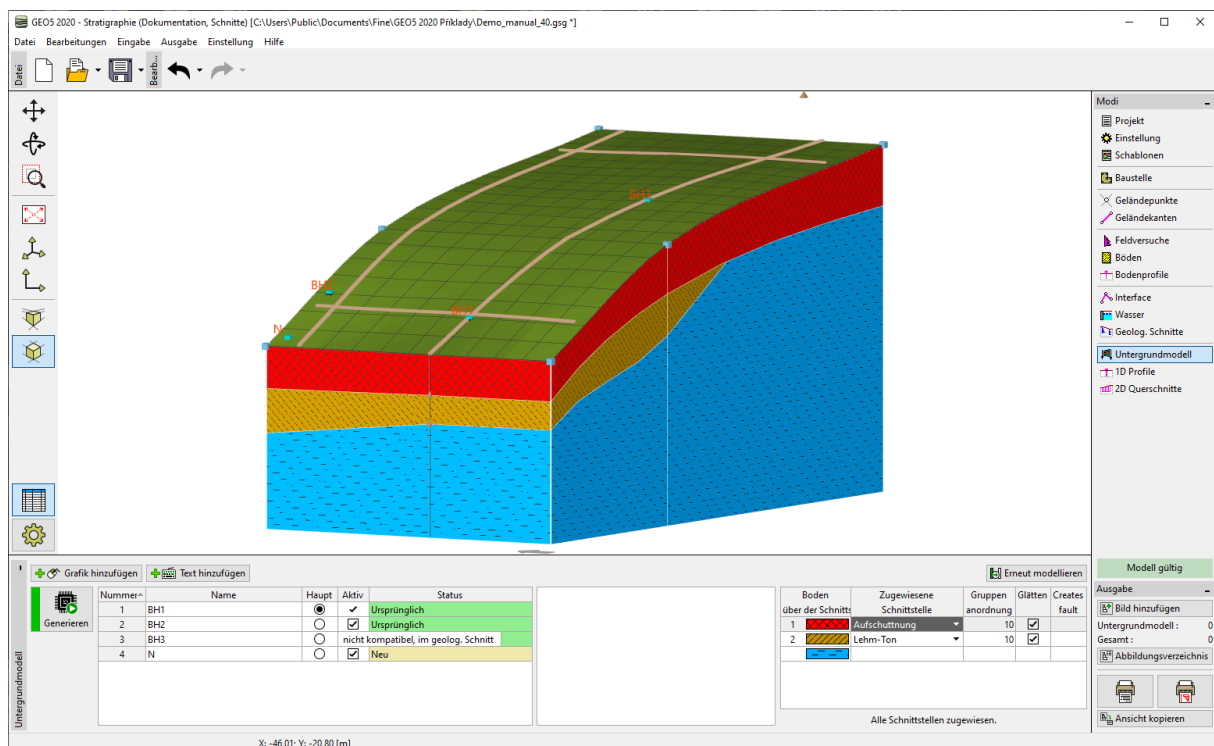 GEO5 2020 - Stratigraphie (Dokumentation, Schnitte) [C:\Users\Public\Documents\Fine\GEO5 2020 Příklady\Demo_manual_40.gsg *]
Datei Bearbeitungen Eingabe Ausgabe Einstellung Hilfe
Datei
Bearb...
Modi
Projekt
Einstellung
Schablonen
Baustelle
Geländepunkte
Geländekanten
Feldversuche
Böden
Bodenprofile
Interface
Wasser
Geolog. Schnitte
Untergrundmodell
1D Profile
2D Querschnitte
BH1
N
Grafik hinzufügen Text hinzufügen
Erneut modellieren
Generieren
Untergrundmodell
Nummer Name Haupt Aktiv Status
1 BH1 Ursprünglich
2 BH2 Ursprünglich
3 BH3 nicht kompatibel, im geolog. Schnitt
4 N Neu
Boden Zugewiesene Gruppen Glätten Creates
über der Schnitts Schnittstelle anordnung fault
1 Aufschuttnung 10
2 Lehm-Ton 10
Alle Schnittstellen zugewiesen.
Modell gültig
Ausgabe
Bild hinzufügen
Untergrundmodell : 0
Gesamt : 0
Abbildungsverzeichnis
Ansicht kopieren
X: -46,01; Y: -20,80 [m]